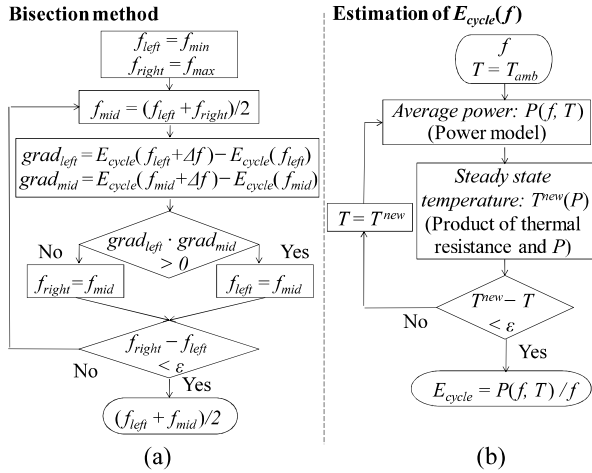 Bisection method
f_left = f_min
f_right = f_max
f_mid = (f_left + f_right)/2
grad_left = E_cycle(f_left+Δf) − E_cycle(f_left)
grad_mid = E_cycle(f_mid+Δf) − E_cycle(f_mid)
grad_left · grad_mid
> 0
No
Yes
f_right = f_mid
f_left = f_mid
f_right − f_left
< ε
No
Yes
(f_left + f_mid)/2
(a)
Estimation of E_cycle(f)
f
T = T_amb
Average power: P(f, T)
(Power model)
Steady state
temperature: T^new(P)
(Product of thermal
resistance and P)
T = T^new
T^new − T
< ε
No
Yes
E_cycle = P(f, T) / f
(b)